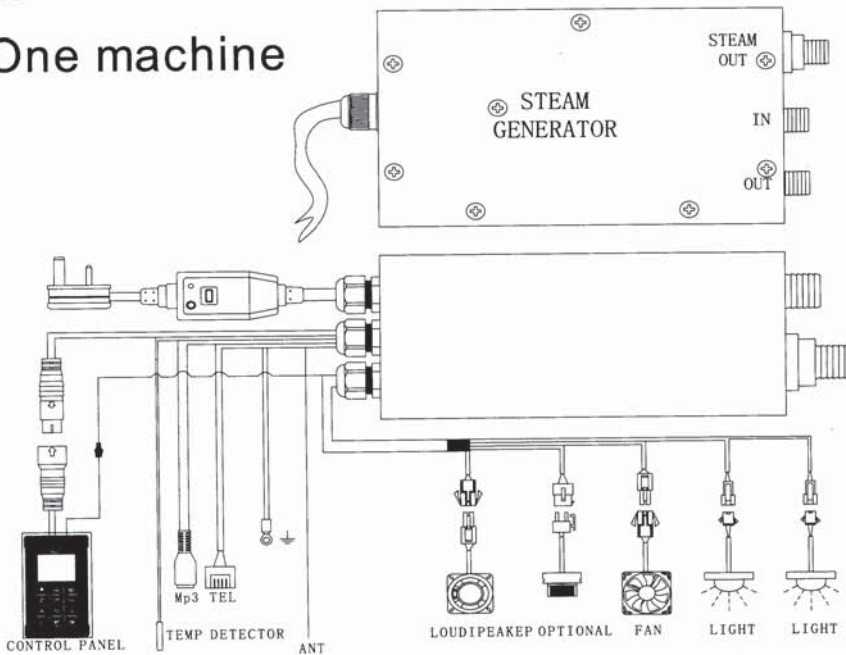 One machine
STEAM
OUT
STEAM
GENERATOR
IN
OUT
Mp3 TEL
CONTROL PANEL
TEMP DETECTOR
ANT
LOUDIPEAKEP OPTIONAL FAN LIGHT LIGHT